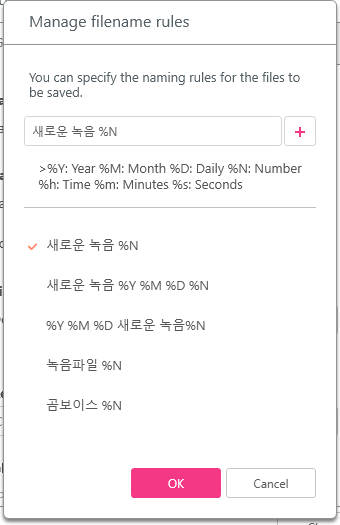 Manage filename rules
You can specify the naming rules for the files to
be saved.
새로운 녹음 %N
+
>%Y: Year %M: Month %D: Daily %N: Number
%h: Time %m: Minutes %s: Seconds
새로운 녹음 %N
새로운 녹음 %Y %M %D %N
%Y %M %D 새로운 녹음%N
녹음파일 %N
곰보이스 %N
OK
Cancel